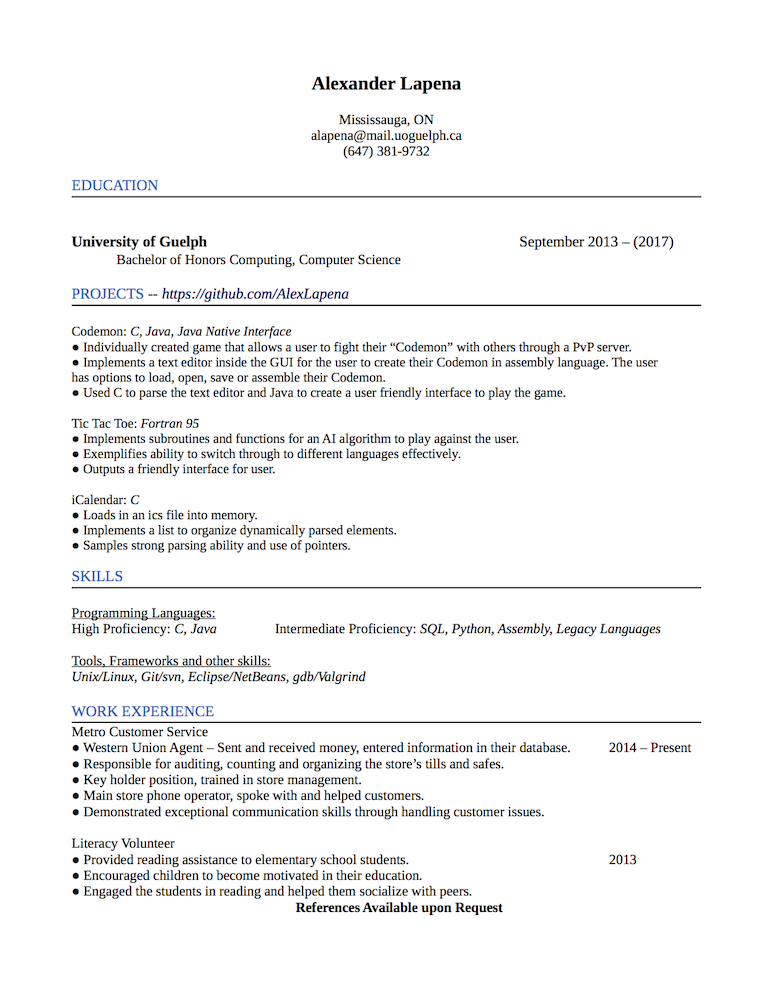 Alexander Lapena
Mississauga, ON
alapena@mail.uoguelph.ca
(647) 381-9732
EDUCATION
University of Guelph September 2013 – (2017)
Bachelor of Honors Computing, Computer Science
PROJECTS -- https://github.com/AlexLapena
Codemon: C, Java, Java Native Interface
● Individually created game that allows a user to fight their “Codemon” with others through a PvP server.
● Implements a text editor inside the GUI for the user to create their Codemon in assembly language. The user
has options to load, open, save or assemble their Codemon.
● Used C to parse the text editor and Java to create a user friendly interface to play the game.
Tic Tac Toe: Fortran 95
● Implements subroutines and functions for an AI algorithm to play against the user.
● Exemplifies ability to switch through to different languages effectively.
● Outputs a friendly interface for user.
iCalendar: C
● Loads in an ics file into memory.
● Implements a list to organize dynamically parsed elements.
● Samples strong parsing ability and use of pointers.
SKILLS
Programming Languages:
High Proficiency: C, Java Intermediate Proficiency: SQL, Python, Assembly, Legacy Languages
Tools, Frameworks and other skills:
Unix/Linux, Git/svn, Eclipse/NetBeans, gdb/Valgrind
WORK EXPERIENCE
Metro Customer Service
● Western Union Agent – Sent and received money, entered information in their database. 2014 – Present
● Responsible for auditing, counting and organizing the store’s tills and safes.
● Key holder position, trained in store management.
● Main store phone operator, spoke with and helped customers.
● Demonstrated exceptional communication skills through handling customer issues.
Literacy Volunteer
● Provided reading assistance to elementary school students. 2013
● Encouraged children to become motivated in their education.
● Engaged the students in reading and helped them socialize with peers.
References Available upon Request